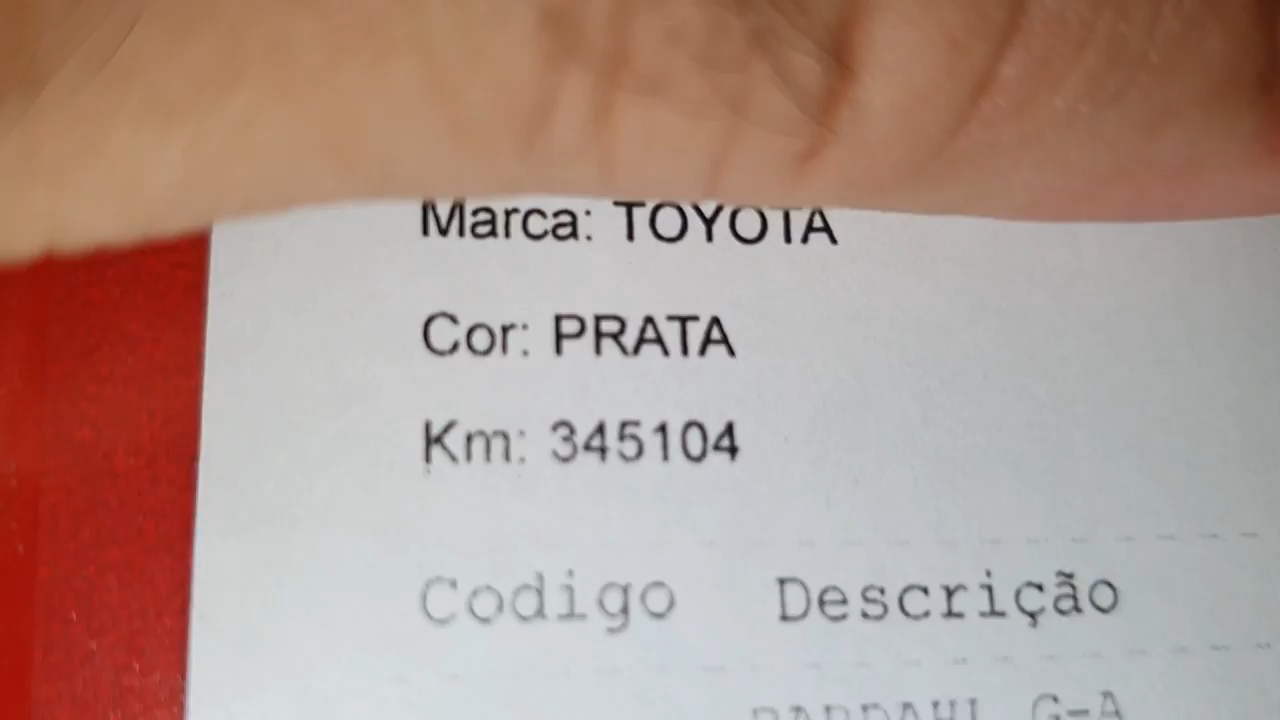 Marca: TOYOTA
Cor: PRATA
Km: 345104
Codigo Descrição
G-A